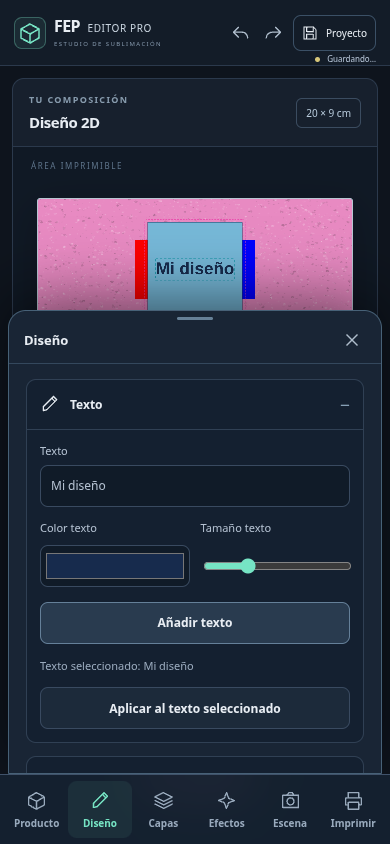 FEP EDITOR PRO
ESTUDIO DE SUBLIMACIÓN
Proyecto
Guardando...
TU COMPOSICIÓN
Diseño 2D
20 × 9 cm
ÁREA IMPRIMIBLE
Mi diseño
Diseño
Texto
Texto
Mi diseño
Color texto
Tamaño texto
Añadir texto
Texto seleccionado: Mi diseño
Aplicar al texto seleccionado
Producto
Diseño
Capas
Efectos
Escena
Imprimir